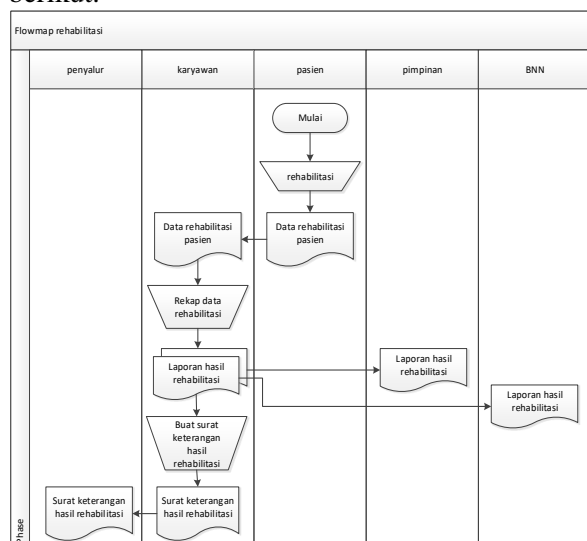 berikut:
Flowmap rehabilitasi
penyalur
karyawan
pasien
pimpinan
BNN
Mulai
rehabilitasi
Data rehabilitasi
pasien
Data rehabilitasi
pasien
Rekap data
rehabilitasi
Laporan hasil
rehabilitasi
Laporan hasil
rehabilitasi
Laporan hasil
rehabilitasi
Buat surat
keterangan
hasil
rehabilitasi
Surat keterangan
hasil rehabilitasi
Surat keterangan
hasil rehabilitasi
Phase